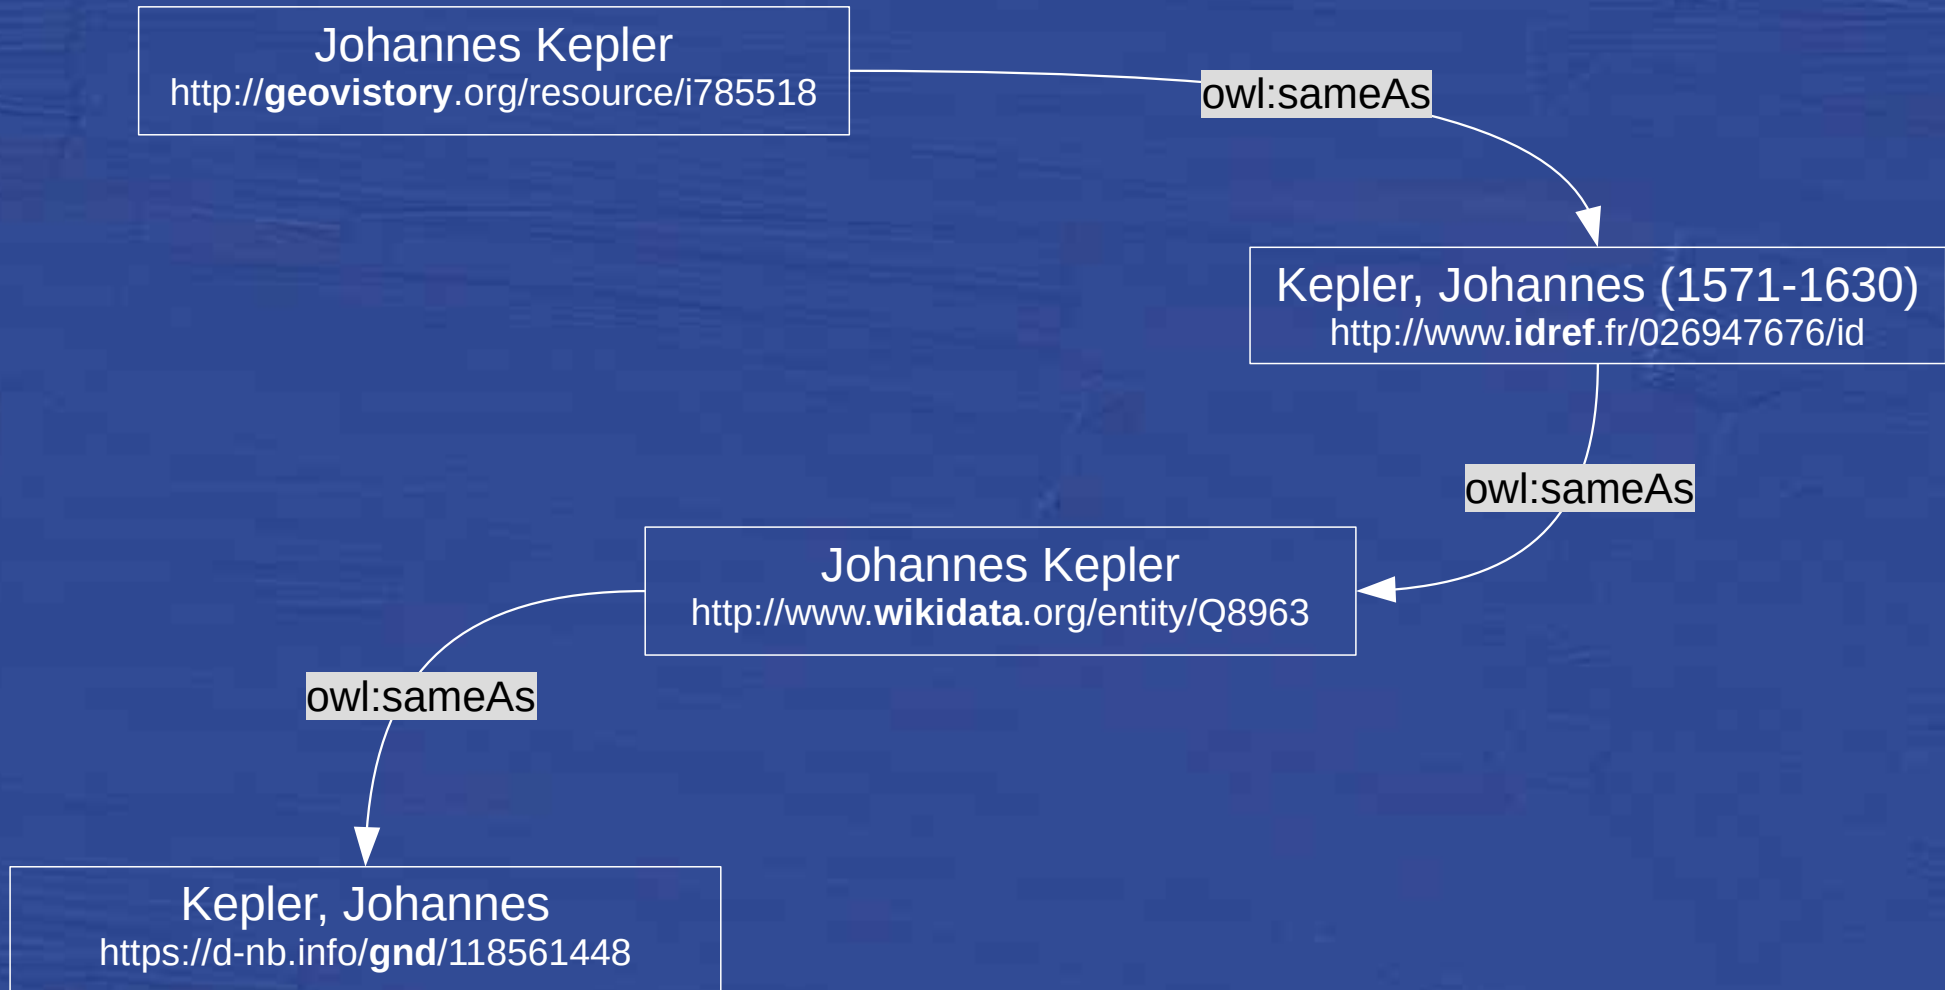 Johannes Kepler
http://geovistory.org/resource/i785518
owl:sameAs
Kepler, Johannes (1571-1630)
http://www.idref.fr/026947676/id
owl:sameAs
Johannes Kepler
http://www.wikidata.org/entity/Q8963
owl:sameAs
Kepler, Johannes
https://d-nb.info/gnd/118561448